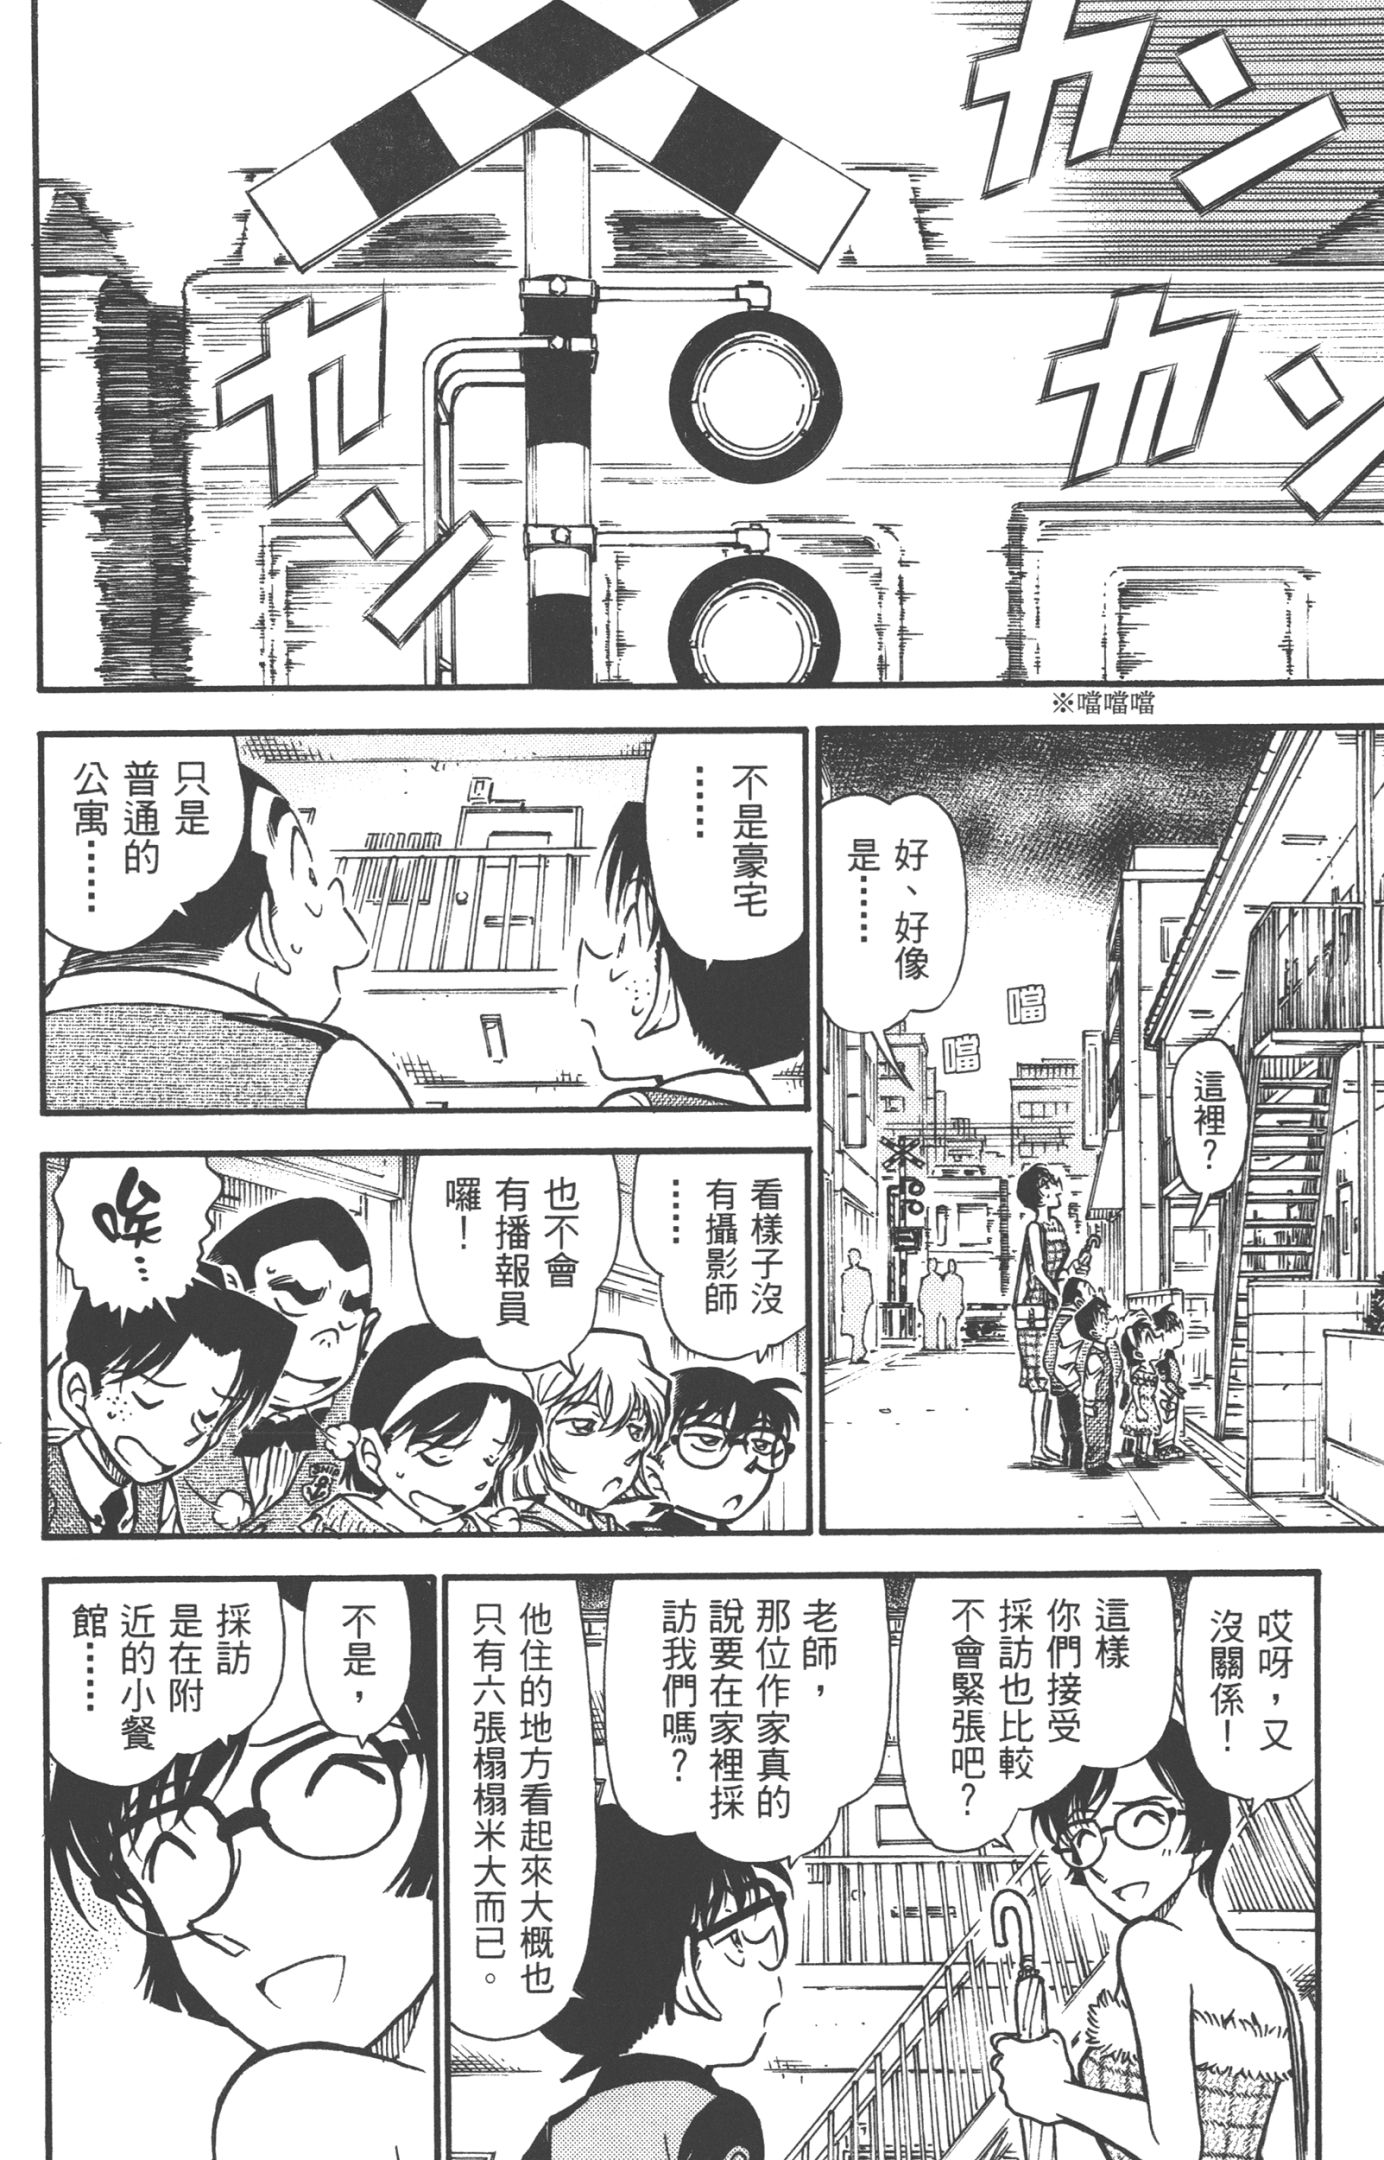 カン
カン
カン
※噹噹噹
這裡?
好、好像
是……
噹
噹
不是豪宅
……
只是
普通的
公寓……
看樣子沒
有攝影師
……
也不會
有播報員
囉!
唉…
哎呀,又
沒關係!
這樣
你們接受
採訪也比較
不會緊張吧?
老師,
那位作家真的
說要在家裡採
訪我們嗎?
他住的地方看起來大概也
只有六張榻榻米大而已。
不是,
採訪
是在附
近的小餐
館……